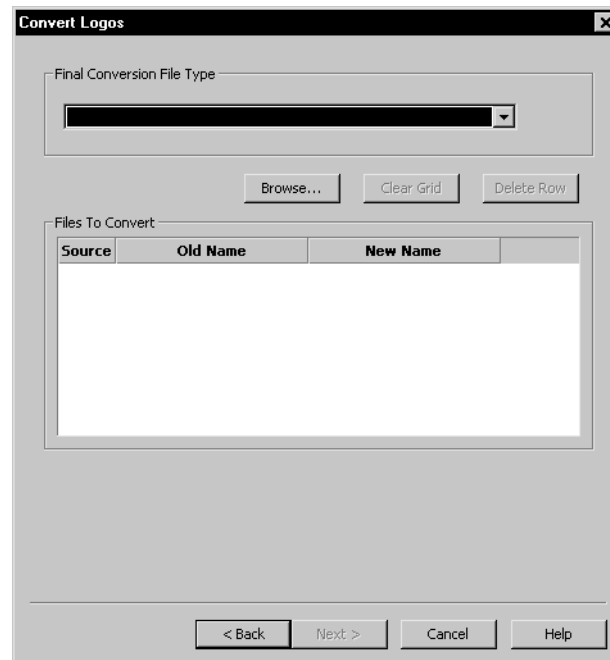 Convert Logos
Final Conversion File Type
Browse... Clear Grid Delete Row
Files To Convert
Source Old Name New Name
< Back Next > Cancel Help